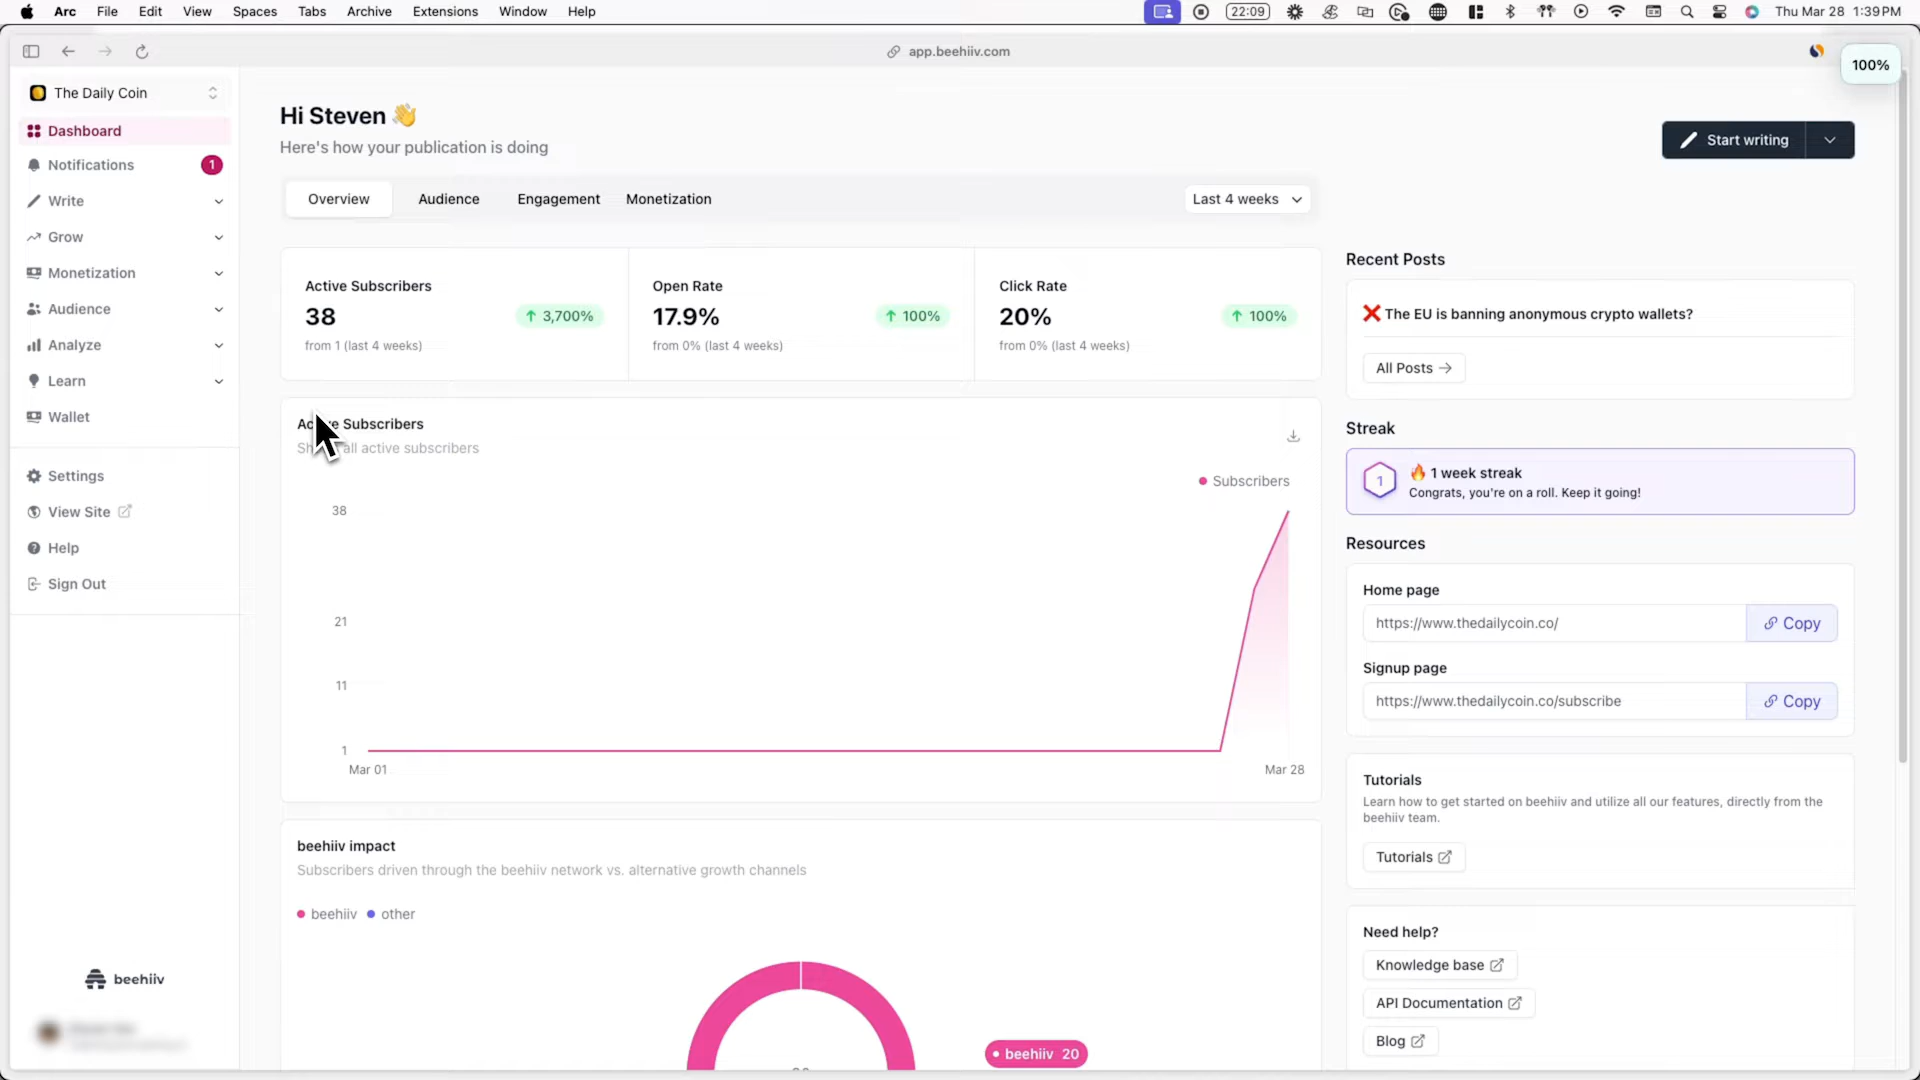 Arc File Edit View Spaces Tabs Archive Extensions Window Help
22:09
Thu Mar 28 1:39 PM
app.beehiiv.com
100%
The Daily Coin
Dashboard
Notifications 1
Write
Grow
Monetization
Audience
Analyze
Learn
Wallet
Settings
View Site
Help
Sign Out
beehiiv
Hi Steven 👋
Here's how your publication is doing
Start writing
Overview Audience Engagement Monetization
Last 4 weeks
Active Subscribers
38
↑ 3,700%
from 1 (last 4 weeks)
Open Rate
17.9%
↑ 100%
from 0% (last 4 weeks)
Click Rate
20%
↑ 100%
from 0% (last 4 weeks)
Subscribers
all active subscribers
Subscribers
38
21
11
1
Mar 01
Mar 28
beehiiv impact
Subscribers driven through the beehiiv network vs. alternative growth channels
beehiiv other
beehiiv 20
Recent Posts
❌ The EU is banning anonymous crypto wallets?
All Posts →
Streak
1
🔥 1 week streak
Congrats, you're on a roll. Keep it going!
Resources
Home page
https://www.thedailycoin.co/
Copy
Signup page
https://www.thedailycoin.co/subscribe
Copy
Tutorials
Learn how to get started on beehiiv and utilize all our features, directly from the
beehiiv team.
Tutorials
Need help?
Knowledge base
API Documentation
Blog